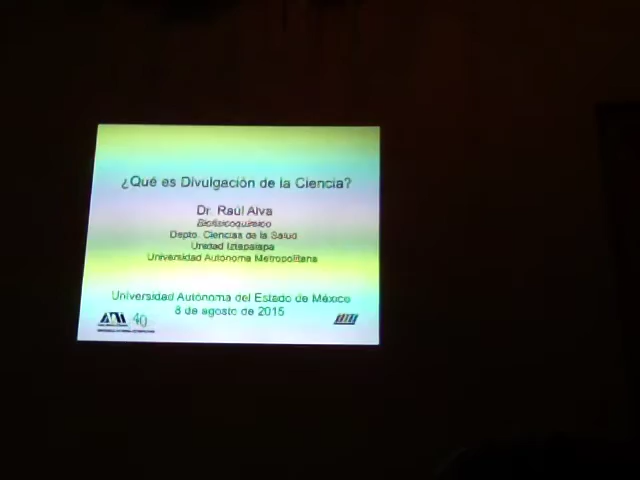 ¿Qué es Divulgación de la Ciencia?
Dr. Raúl Alva
Biofisicoquímico
Depto. Ciencias de la Salud
Unidad Iztapalapa
Universidad Autónoma Metropolitana
Universidad Autónoma del Estado de México
8 de agosto de 2015
40